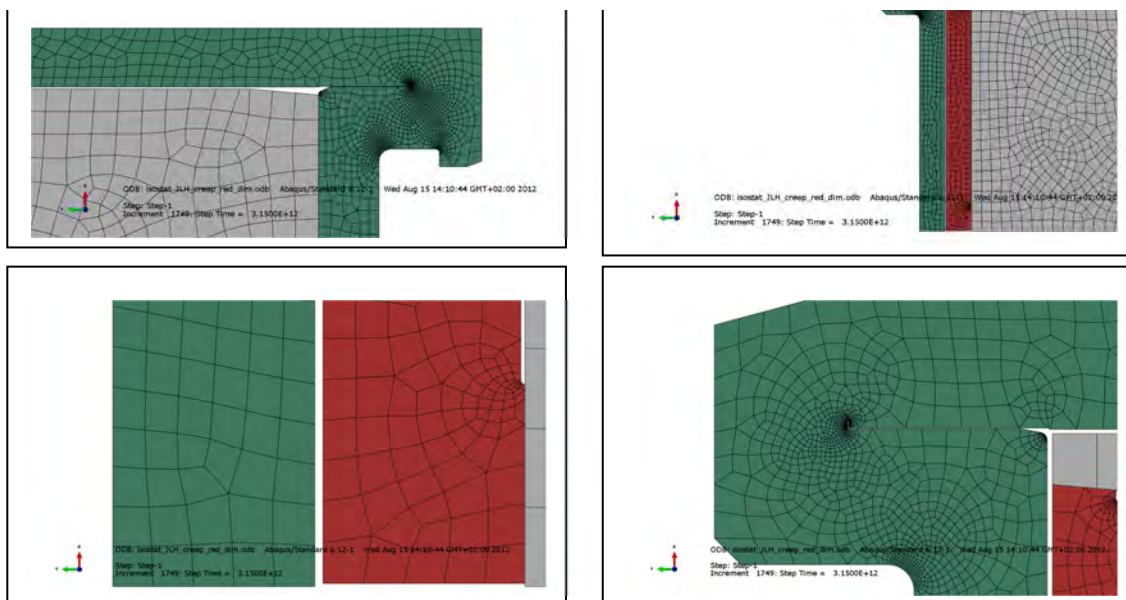 ODB: isostat_JLH_creep_red_dim.odb Abaqus/Standard 6.12-1 Wed Aug 15 14:10:44 GMT+02:00 2012
Step: Step-1
Increment 1749: Step Time = 3.1500E+12
ODB: isostat_JLH_creep_red_dim.odb Abaqus/Standard 6.12-1 Wed Aug 15 14:10:44 GMT+02:00 20
Step: Step-1
Increment 1749: Step Time = 3.1500E+12
ODB: isostat_JLH_creep_red_dim.odb Abaqus/Standard 6.12-1 Wed Aug 15 14:10:44 GMT+02:00 2012
Step: Step-1
Increment 1749: Step Time = 3.1500E+12
ODB: isostat_JLH_creep_red_dim.odb Abaqus/Standard 6.12-1 Wed Aug 15 14:10:44 GMT+02:00 2012
Step: Step-1
Increment 1749: Step Time = 3.1500E+12